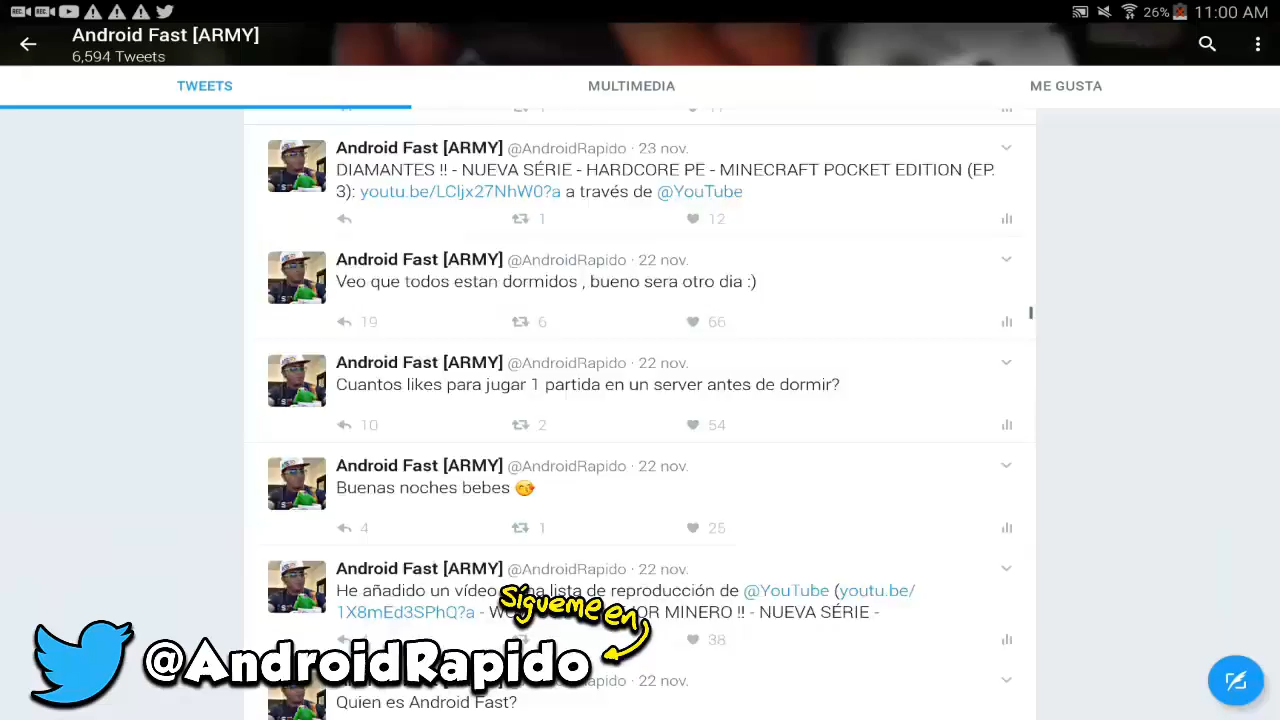 REC REC 26% 11:00 AM
Android Fast [ARMY]
6,594 Tweets
TWEETS MULTIMEDIA ME GUSTA
Android Fast [ARMY] @AndroidRapido · 23 nov.
DIAMANTES !! - NUEVA SÉRIE - HARDCORE PE - MINECRAFT POCKET EDITION (EP.
3): youtu.be/LCljx27NhW0?a a través de @YouTube
1 12
Android Fast [ARMY] @AndroidRapido · 22 nov.
Veo que todos estan dormidos , bueno sera otro dia :)
19 6 66
Android Fast [ARMY] @AndroidRapido · 22 nov.
Cuantos likes para jugar 1 partida en un server antes de dormir?
10 2 54
Android Fast [ARMY] @AndroidRapido · 22 nov.
Buenas noches bebes 😋
4 1 25
Android Fast [ARMY] @AndroidRapido · 22 nov.
He añadido un vídeo lista de reproducción de @YouTube (youtu.be/
1X8mEd3SPhQ?a - MINERO !! - NUEVA SÉRIE -
38
Sígueme en
@AndroidRapido
Rapido · 22 nov.
Quien es Android Fast?